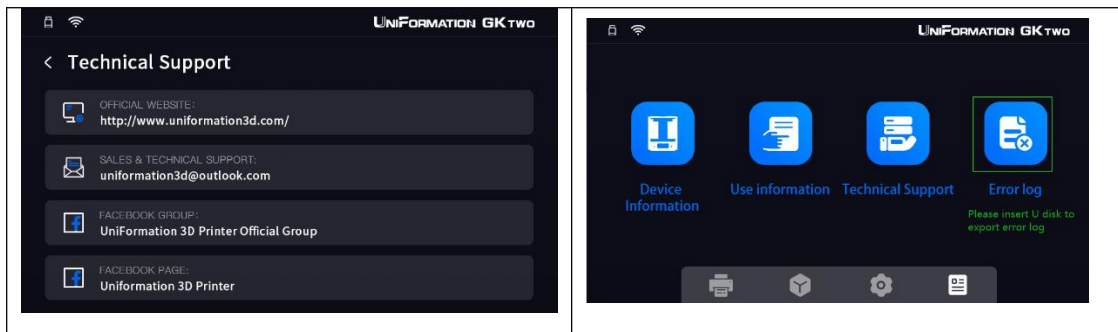 UNIFORMATION GKTWO
Technical Support
OFFICIAL WEBSITE:
http://www.uniformation3d.com/
SALES & TECHNICAL SUPPORT:
uniformation3d@outlook.com
FACEBOOK GROUP:
UniFormation 3D Printer Official Group
FACEBOOK PAGE:
Uniformation 3D Printer
UNIFORMATION GKTWO
Device
Information
Use information
Technical Support
Error log
Please insert U disk to
export error log